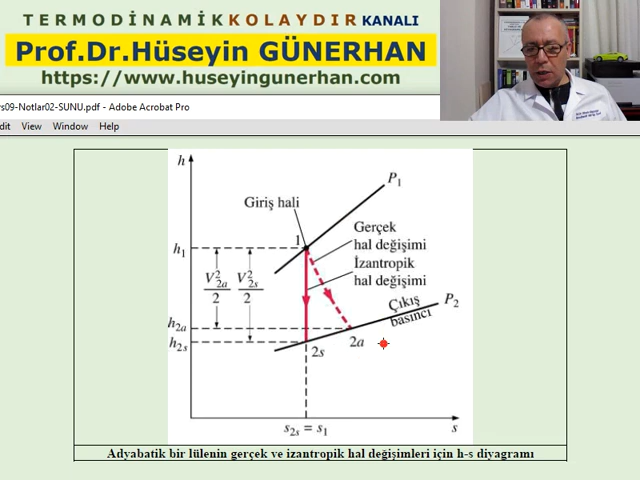 TERMODİNAMİK KOLAYDIR KANALI
Prof.Dr.Hüseyin GÜNERHAN
https://www.huseyingunerhan.com
s09-Notlar02-SUNU.pdf - Adobe Acrobat Pro
dit View Window Help
h
P1
Giriş hali
1
Gerçek
hal değişimi
h1
İzantropik
hal değişimi
V²2a/2 V²2s/2
Çıkış
basıncı
P2
h2a
h2s
2s
2a
s2s = s1
s
Adyabatik bir lülenin gerçek ve izantropik hal değişimleri için h-s diyagramı